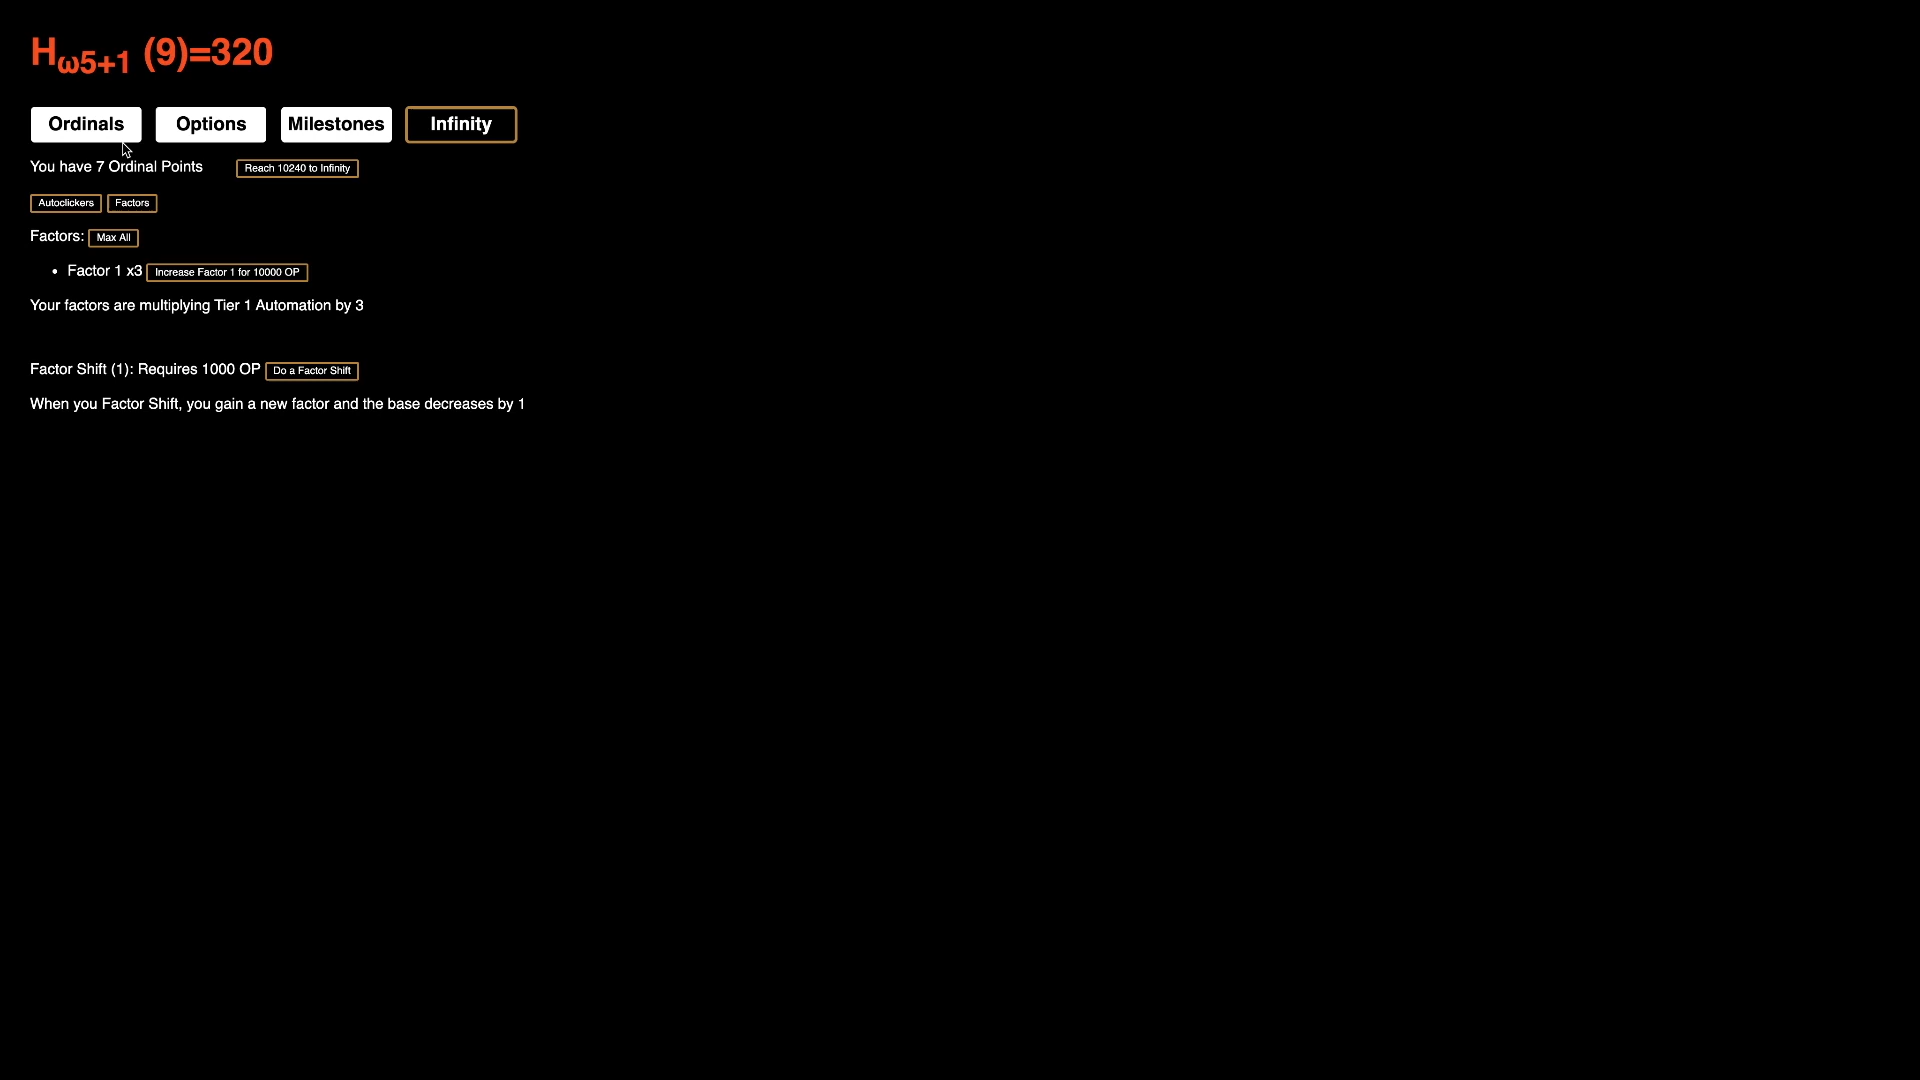 Hω5+1 (9)=320
Ordinals Options Milestones Infinity
You have 7 Ordinal Points Reach 10240 to Infinity
Autoclickers Factors
Factors: Max All
• Factor 1 x3 Increase Factor 1 for 10000 OP
Your factors are multiplying Tier 1 Automation by 3
Factor Shift (1): Requires 1000 OP Do a Factor Shift
When you Factor Shift, you gain a new factor and the base decreases by 1